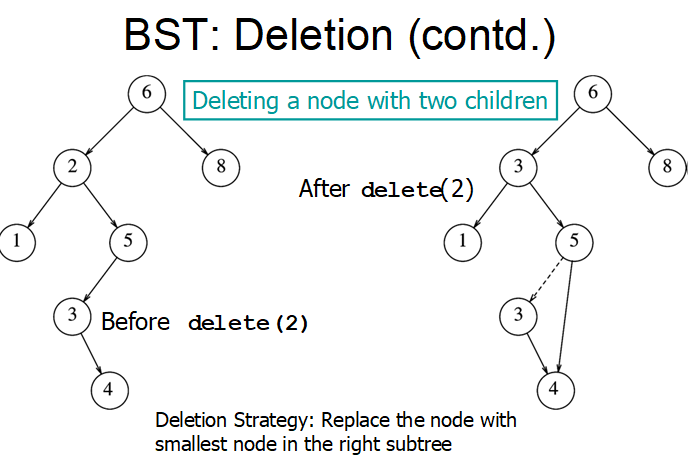 BST: Deletion (contd.)
Deleting a node with two children
6
6
2
8
3
8
After delete(2)
1
5
1
5
3
Before delete(2)
3
4
4
Deletion Strategy: Replace the node with
smallest node in the right subtree